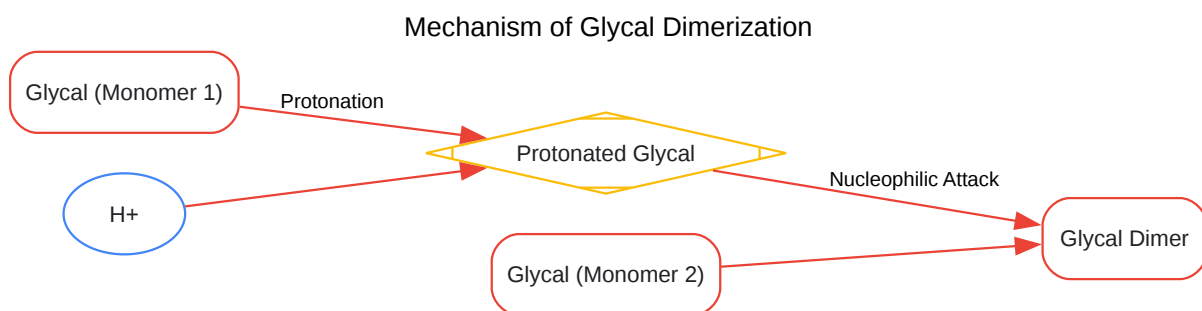 Mechanism of Glycal Dimerization
Glycal (Monomer 1)
Protonation
Protonated Glycal
H+
Nucleophilic Attack
Glycal Dimer
Glycal (Monomer 2)